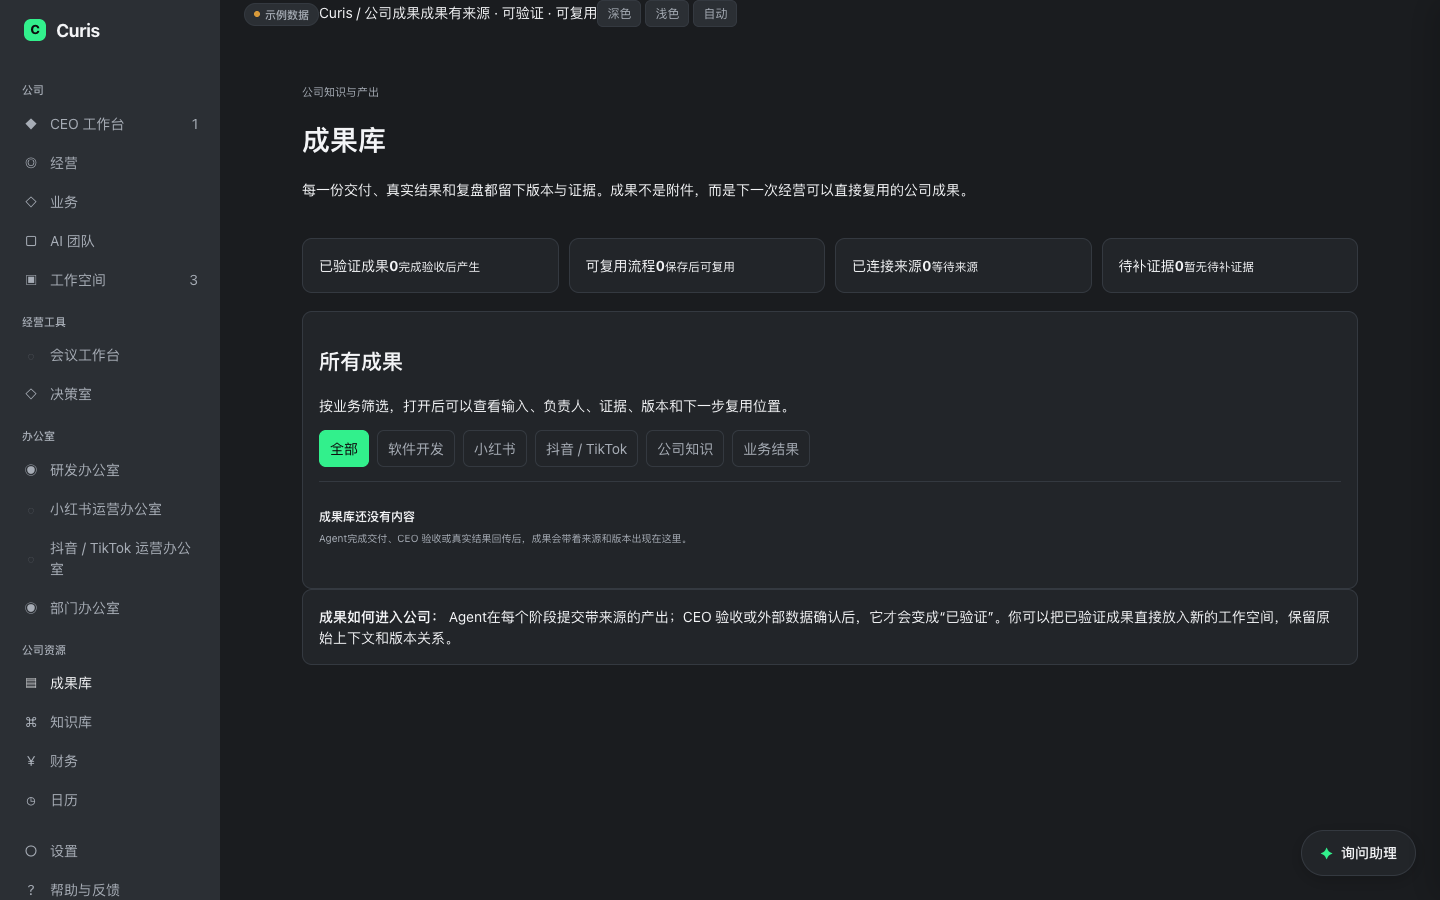 C Curis
公司
CEO 工作台 1
经营
业务
AI 团队
工作空间 3
经营工具
会议工作台
决策室
办公室
研发办公室
小红书运营办公室
抖音 / TikTok 运营办公
室
部门办公室
公司资源
成果库
知识库
¥ 财务
日历
设置
? 帮助与反馈
示例数据 Curis / 公司成果成果有来源 · 可验证 · 可复用 深色 浅色 自动
公司知识与产出
成果库
每一份交付、真实结果和复盘都留下版本与证据。成果不是附件，而是下一次经营可以直接复用的公司成果。
已验证成果0完成验收后产生
可复用流程0保存后可复用
已连接来源0等待来源
待补证据0暂无待补证据
所有成果
按业务筛选，打开后可以查看输入、负责人、证据、版本和下一步复用位置。
全部 软件开发 小红书 抖音 / TikTok 公司知识 业务结果
成果库还没有内容
Agent完成交付、CEO 验收或真实结果回传后，成果会带着来源和版本出现在这里。
成果如何进入公司： Agent在每个阶段提交带来源的产出；CEO 验收或外部数据确认后，它才会变成“已验证”。你可以把已验证成果直接放入新的工作空间，保留原
始上下文和版本关系。
询问助理